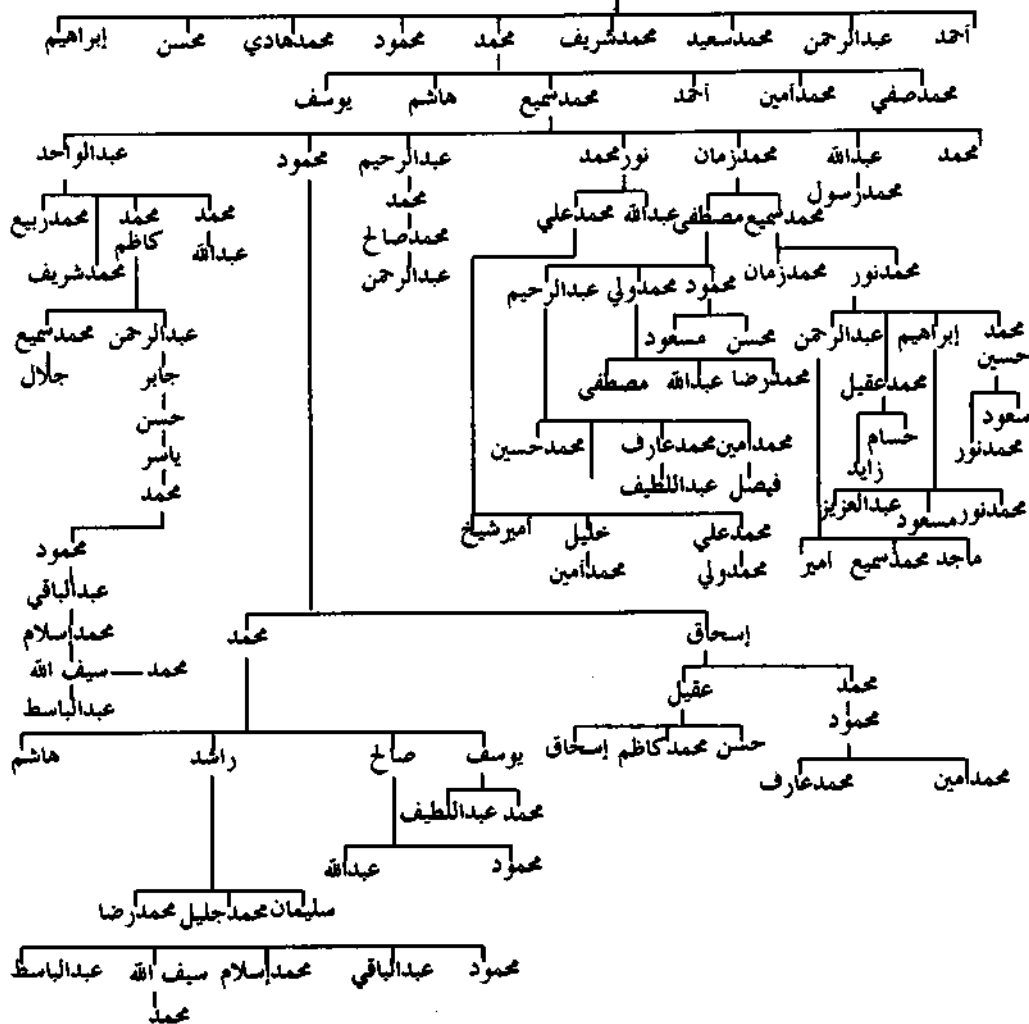 أحمد عبدالرحمن محمدسعيد محمدشريف محمد محمود محمدهادي محسن إبراهيم
محمدصفي محمدأمين أحمد محمدسميع هاشم يوسف
محمد عبدالله محمدزمان نورمحمد عبدالرحيم محمود عبدالواحد
محمدرسول محمدسميع مصطفى عبدالله محمدعلي محمد محمد محمد كاظم محمدربيع
محمدصالح عبدالله محمدشريف
محمدنور محمدزمان محمود محمدولي عبدالرحيم عبدالرحمن
محمد حسين إبراهيم عبدالرحمن محسن مسعود عبدالرحمن محمدسميع
محمدعقيل محمدرضا عبدالله مصطفى جابر جلال
سعود حسام حسن
محمدنور زايد محمدأمين محمدعارف محمدحسين ياسر
فيصل عبداللطيف محمد
محمدنور مسعود عبدالعزيز
محمدعلي خليل أميرشيخ
ماجد محمدسميع أمير محمدولي محمدأمين محمود
عبدالباقي
إسحاق محمد محمدإسلام
محمد سيف الله
محمد عقيل عبدالباسط
محمود
حسن محمدكاظم إسحاق يوسف صالح راشد هاشم
محمدأمين محمدعارف
محمد عبداللطيف
محمود عبدالله
سليمان محمدجليل محمدرضا
محمود عبدالباقي محمدإسلام سيف الله عبدالباسط
محمد